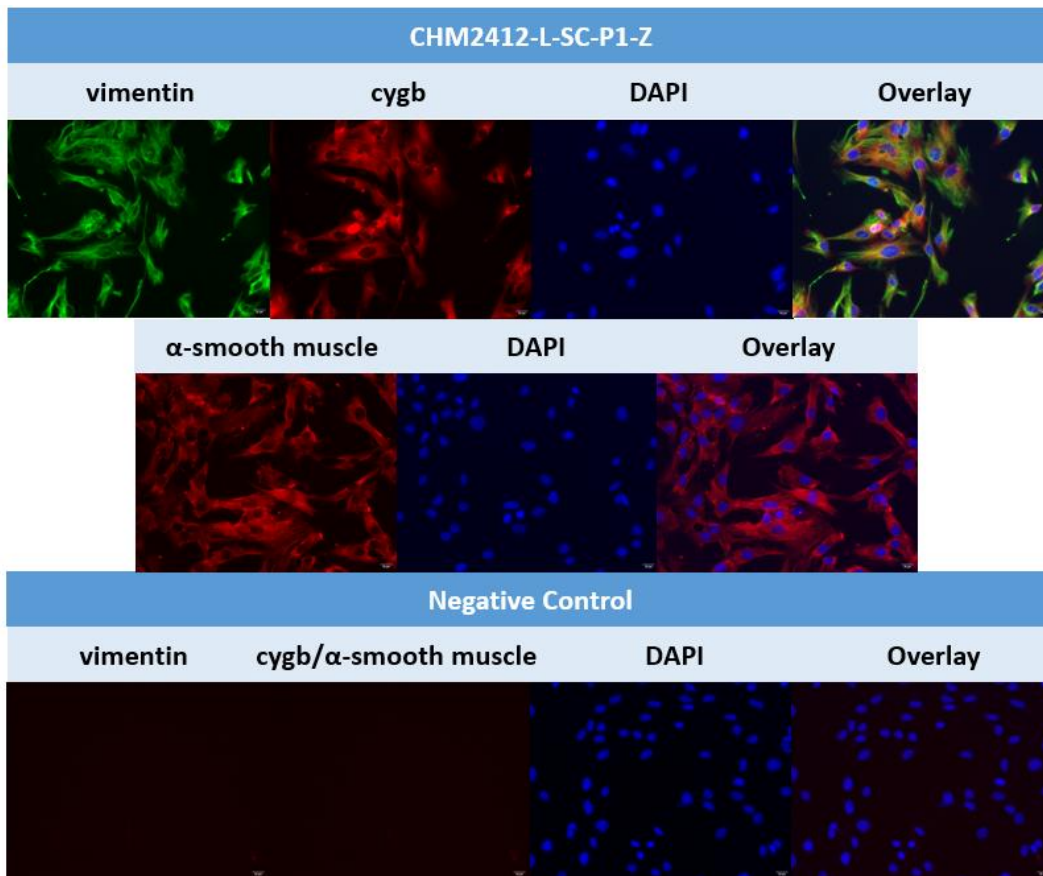 CHM2412-L-SC-P1-Z
vimentin cygb DAPI Overlay
α-smooth muscle DAPI Overlay
Negative Control
vimentin cygb/α-smooth muscle DAPI Overlay